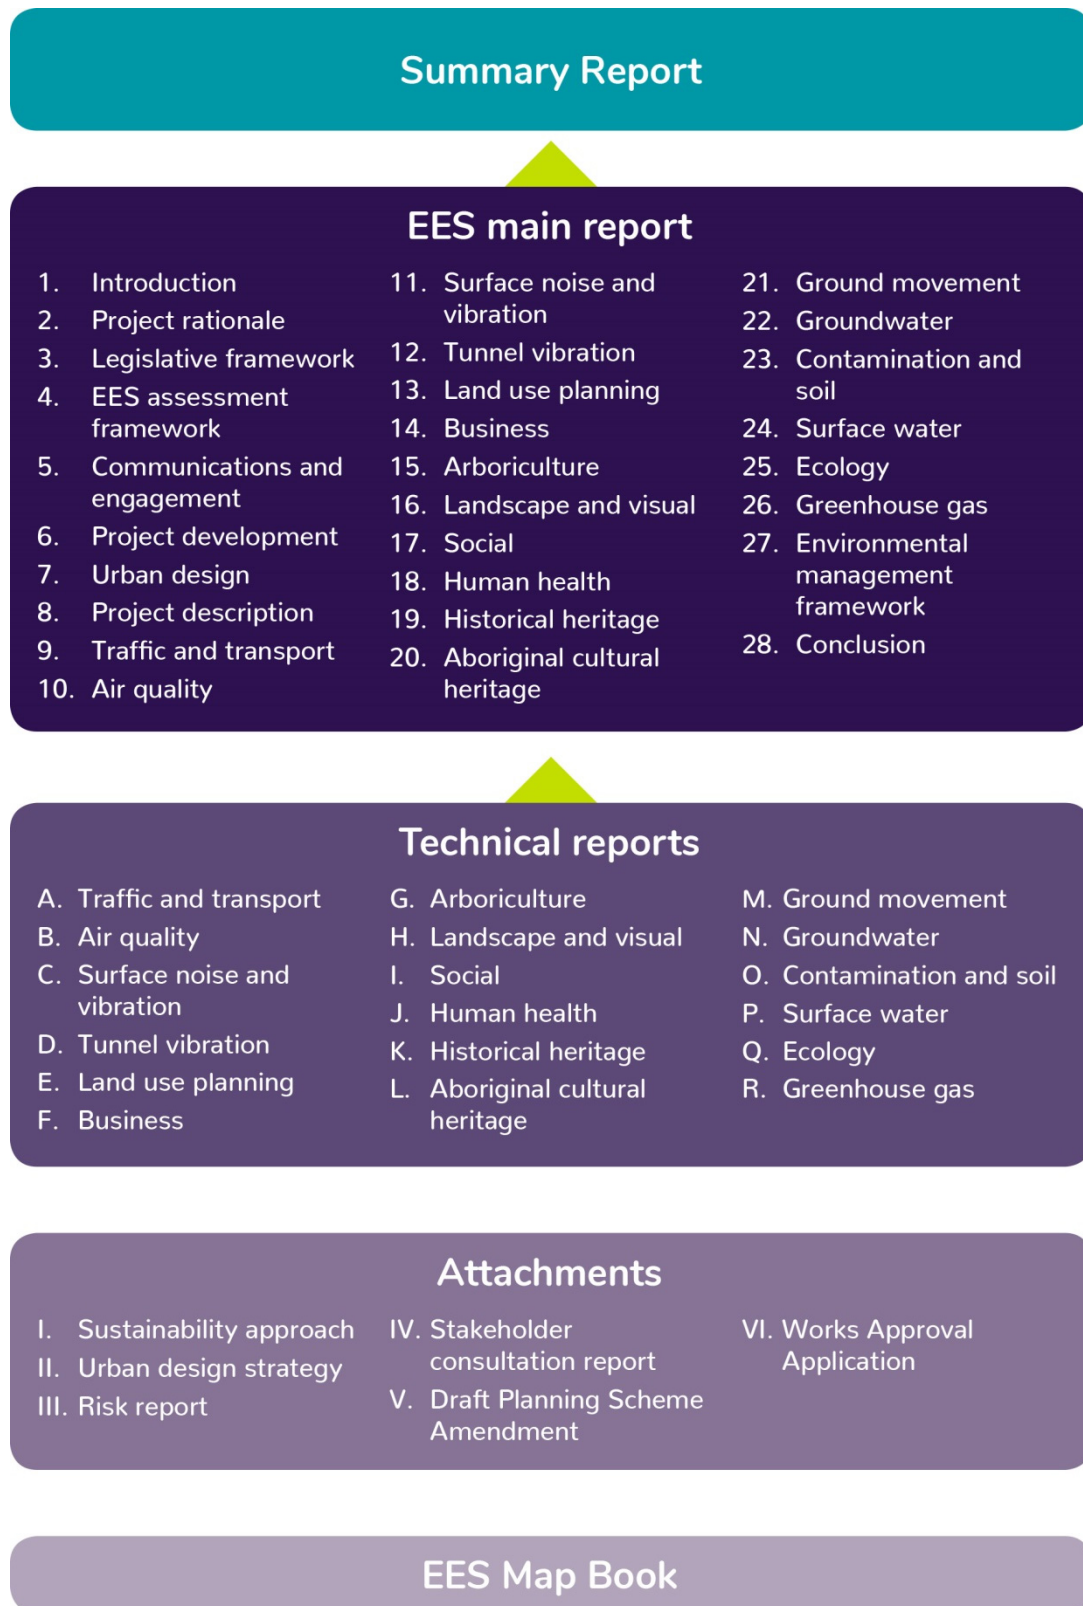 Summary Report
EES main report
1. Introduction
2. Project rationale
3. Legislative framework
4. EES assessment
framework
5. Communications and
engagement
6. Project development
7. Urban design
8. Project description
9. Traffic and transport
10. Air quality
11. Surface noise and
vibration
12. Tunnel vibration
13. Land use planning
14. Business
15. Arboriculture
16. Landscape and visual
17. Social
18. Human health
19. Historical heritage
20. Aboriginal cultural
heritage
21. Ground movement
22. Groundwater
23. Contamination and
soil
24. Surface water
25. Ecology
26. Greenhouse gas
27. Environmental
management
framework
28. Conclusion
Technical reports
A. Traffic and transport
B. Air quality
C. Surface noise and
vibration
D. Tunnel vibration
E. Land use planning
F. Business
G. Arboriculture
H. Landscape and visual
I. Social
J. Human health
K. Historical heritage
L. Aboriginal cultural
heritage
M. Ground movement
N. Groundwater
O. Contamination and soil
P. Surface water
Q. Ecology
R. Greenhouse gas
Attachments
I. Sustainability approach
II. Urban design strategy
III. Risk report
IV. Stakeholder
consultation report
V. Draft Planning Scheme
Amendment
VI. Works Approval
Application
EES Map Book